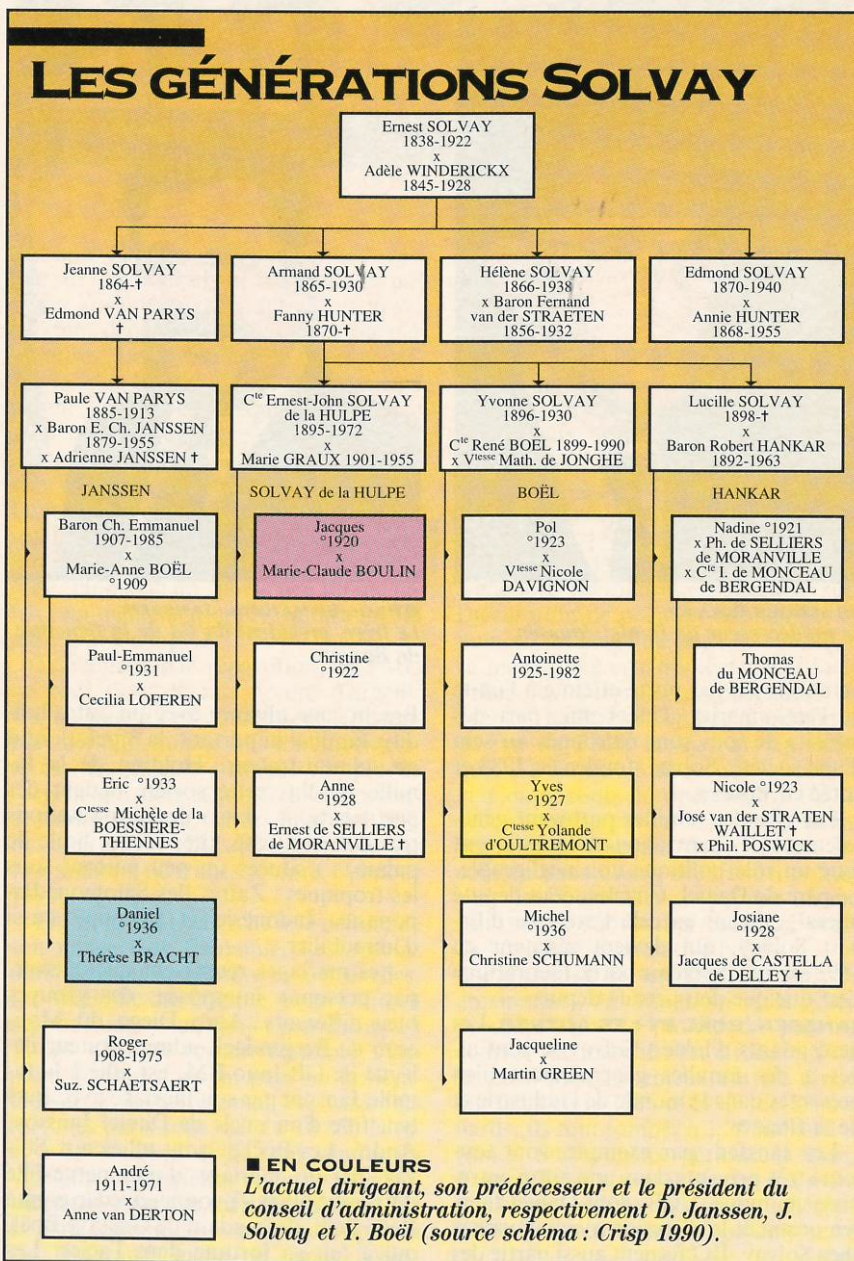 LES GÉNÉRATIONS SOLVAY
Ernest SOLVAY
1838-1922
x
Adèle WINDERICKX
1845-1928
Jeanne SOLVAY
1864-†
x
Edmond VAN PARYS
†
Armand SOLVAY
1865-1930
x
Fanny HUNTER
1870-†
Hélène SOLVAY
1866-1938
x Baron Fernand
van der STRAETEN
1856-1932
Edmond SOLVAY
1870-1940
x
Annie HUNTER
1868-1955
Paule VAN PARYS
1885-1913
x Baron E. Ch. JANSSEN
1879-1955
x Adrienne JANSSEN †
Cte Ernest-John SOLVAY
de la HULPE
1895-1972
x
Marie GRAUX 1901-1955
Yvonne SOLVAY
1896-1930
x
Cte René BOËL 1899-1990
x Vtesse Math. de JONGHE
Lucille SOLVAY
1898-†
x
Baron Robert HANKAR
1892-1963
JANSSEN
SOLVAY de la HULPE
BOËL
HANKAR
Baron Ch. Emmanuel
1907-1985
x
Marie-Anne BOËL
°1909
Jacques
°1920
x
Marie-Claude BOULIN
Pol
°1923
x
Vtesse Nicole
DAVIGNON
Nadine °1921
x Ph. de SELLIERS
de MORANVILLE
x Cte I. de MONCEAU
de BERGENDAL
Paul-Emmanuel
°1931
x
Cecilia LOFEREN
Christine
°1922
Antoinette
1925-1982
Thomas
du MONCEAU
de BERGENDAL
Eric °1933
x
Ctesse Michèle de la
BOESSIÈRE-
THIENNES
Anne
°1928
x
Ernest de SELLIERS
de MORANVILLE †
Yves
°1927
x
Ctesse Yolande
d'OULTREMONT
Nicole °1923
x
José van der STRATEN
WAILLET †
x Phil. POSWICK
Daniel
°1936
x
Thérèse BRACHT
Michel
°1936
x
Christine SCHUMANN
Josiane
°1928
x
Jacques de CASTELLA
de DELLEY †
Roger
1908-1975
x
Suz. SCHAETSAERT
Jacqueline
x
Martin GREEN
André
1911-1971
x
Anne van DERTON
■ EN COULEURS
L'actuel dirigeant, son prédécesseur et le président du
conseil d'administration, respectivement D. Janssen, J.
Solvay et Y. Boël (source schéma : Crisp 1990).